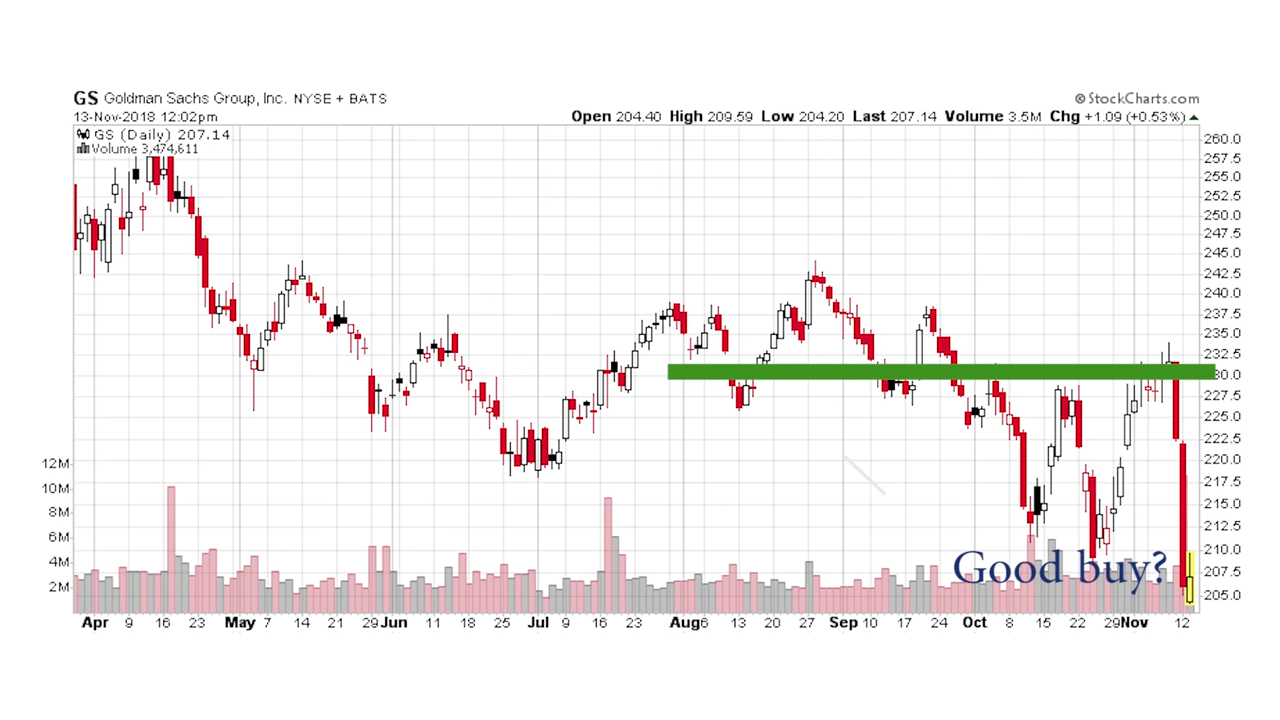 GS Goldman Sachs Group, Inc. NYSE + BATS
© StockCharts.com
13-Nov-2018 12:02pm
Open 204.40 High 209.59 Low 204.20 Last 207.14 Volume 3.5M Chg +1.09 (+0.53%)
GS (Daily) 207.14
Volume 3,474,611
260.0
257.5
255.0
252.5
250.0
247.5
245.0
242.5
240.0
237.5
235.0
232.5
30.0
227.5
225.0
222.5
220.0
217.5
215.0
212.5
210.0
207.5
205.0
12M
10M
8M
6M
4M
2M
Good buy?
Apr 9 16 23 May 7 14 21 29 Jun 11 18 25 Jul 9 16 23 Aug 6 13 20 27 Sep 10 17 24 Oct 8 15 22 29 Nov 12